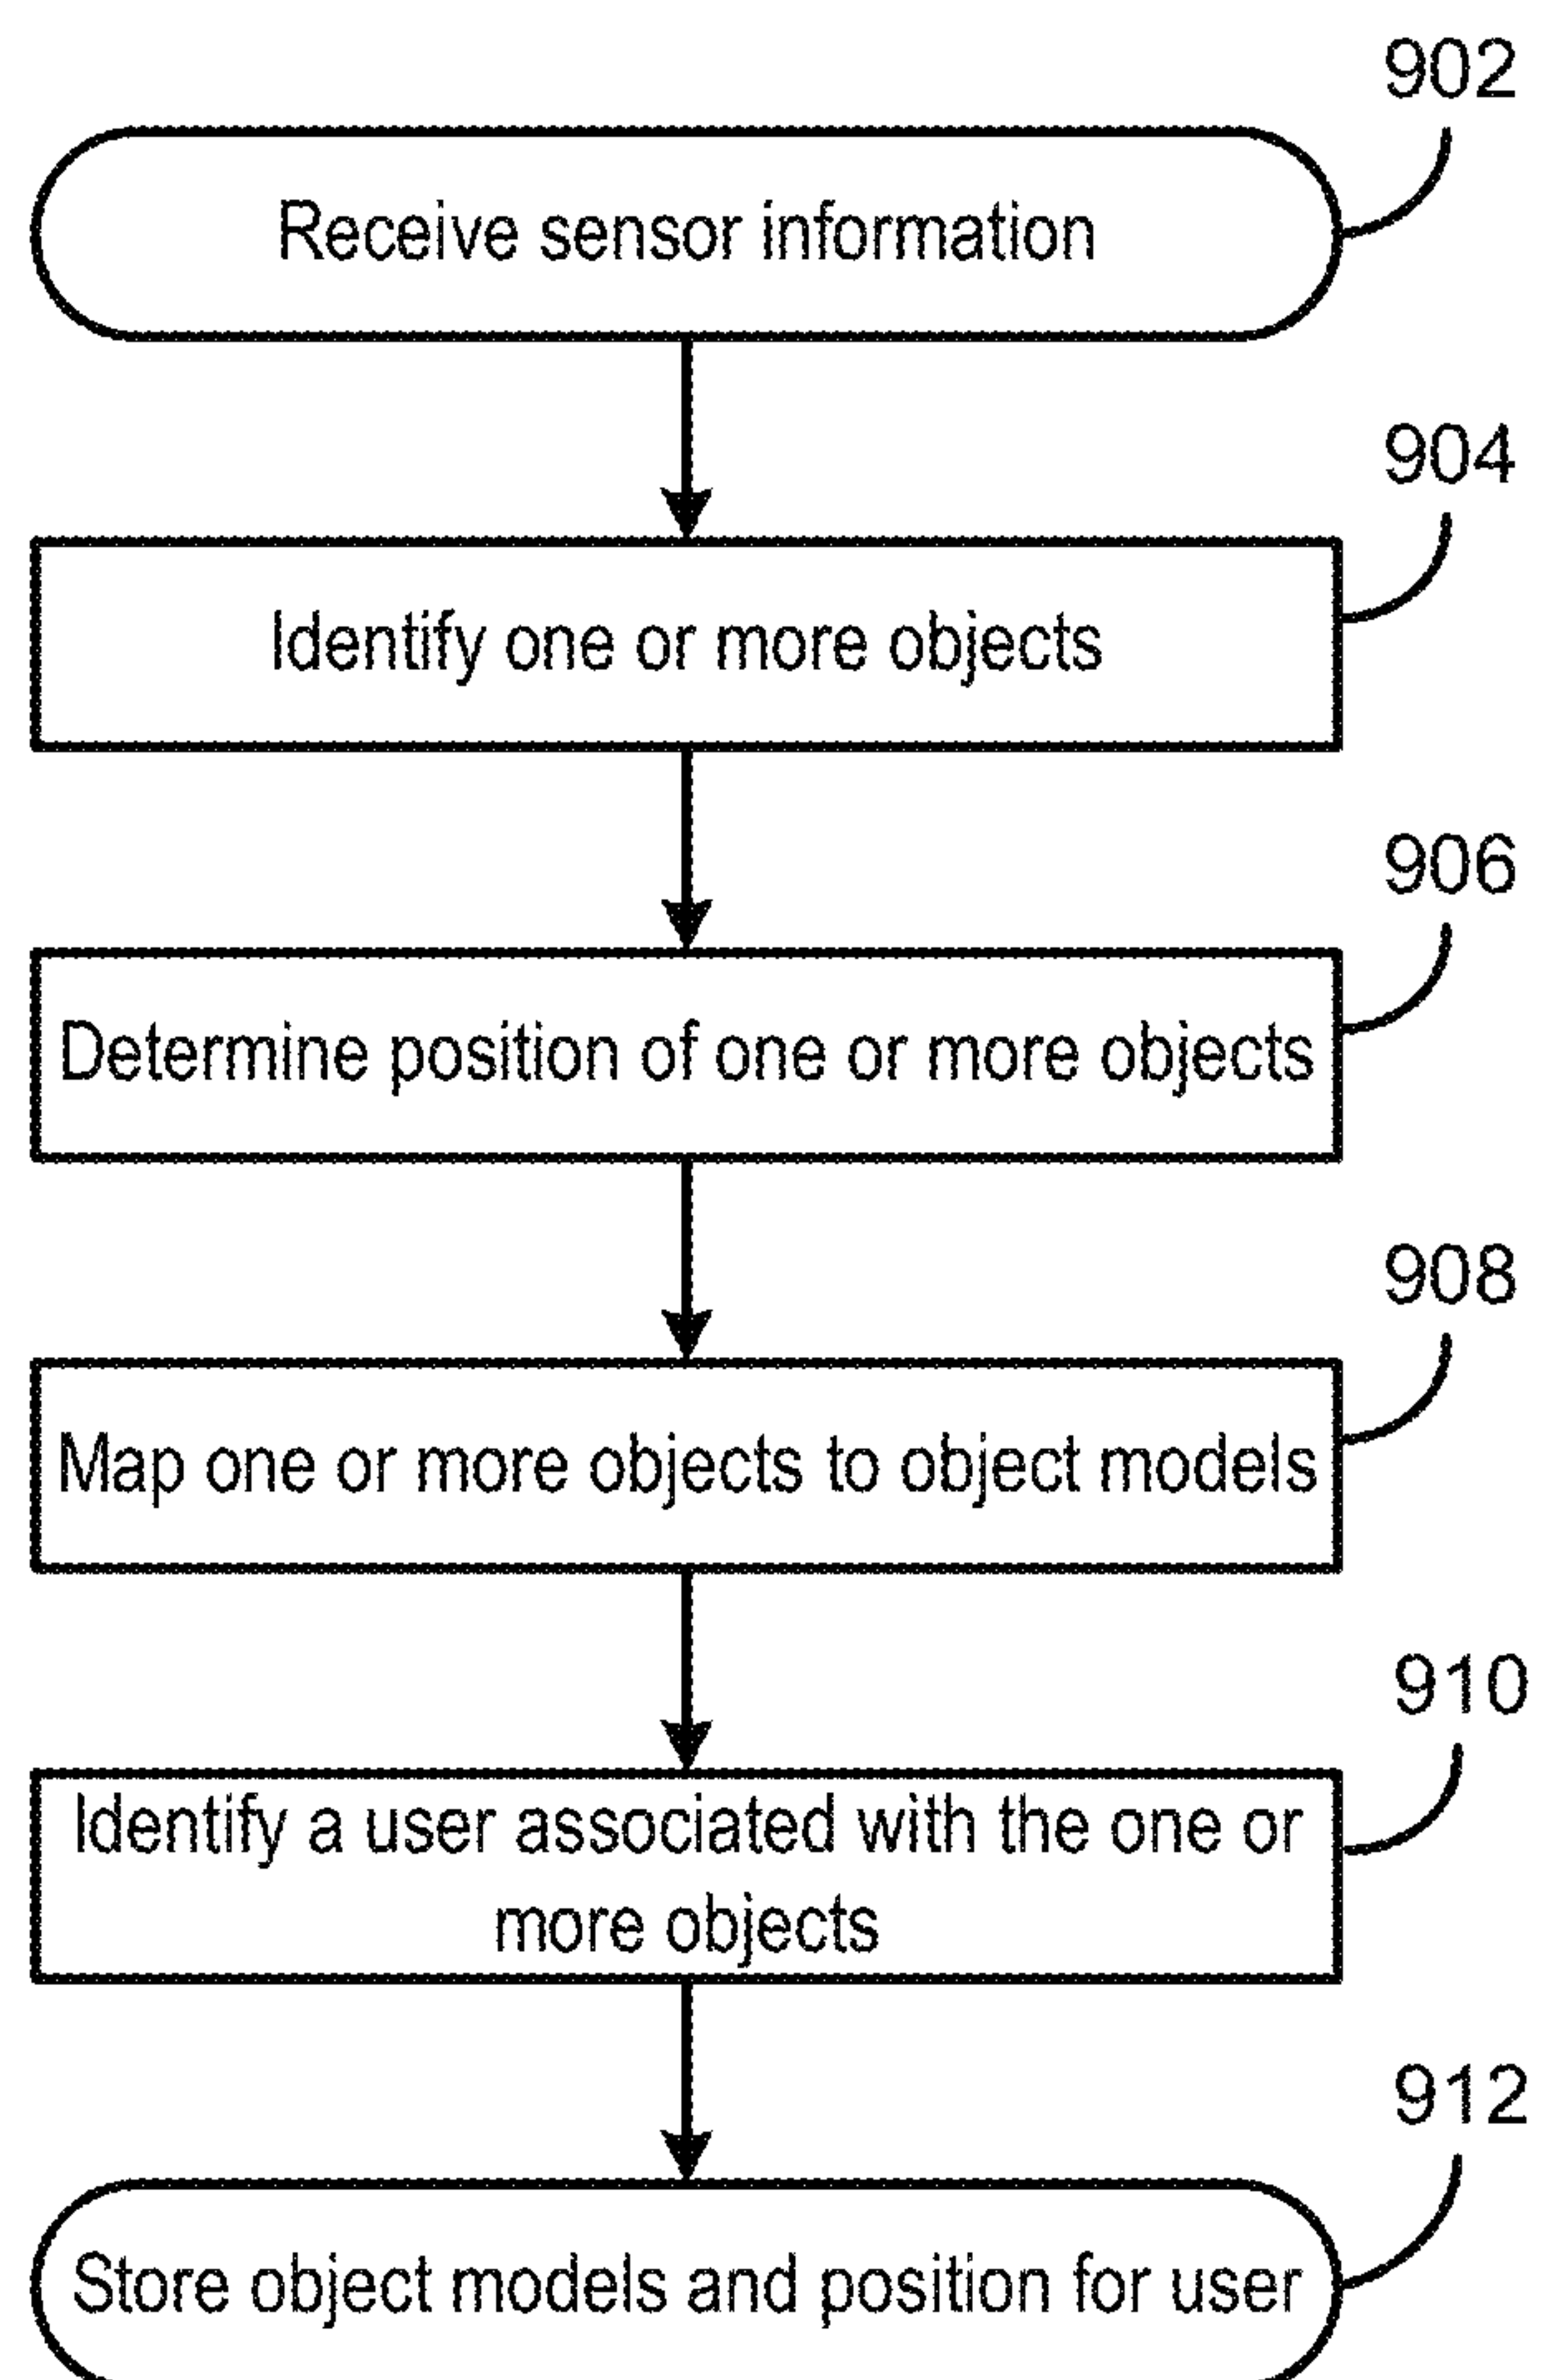 902
Receive sensor information
904
Identify one or more objects
906
Determine position of one or more objects
908
Map one or more objects to object models
910
Identify a user associated with the one or
more objects
912
Store object models and position for user